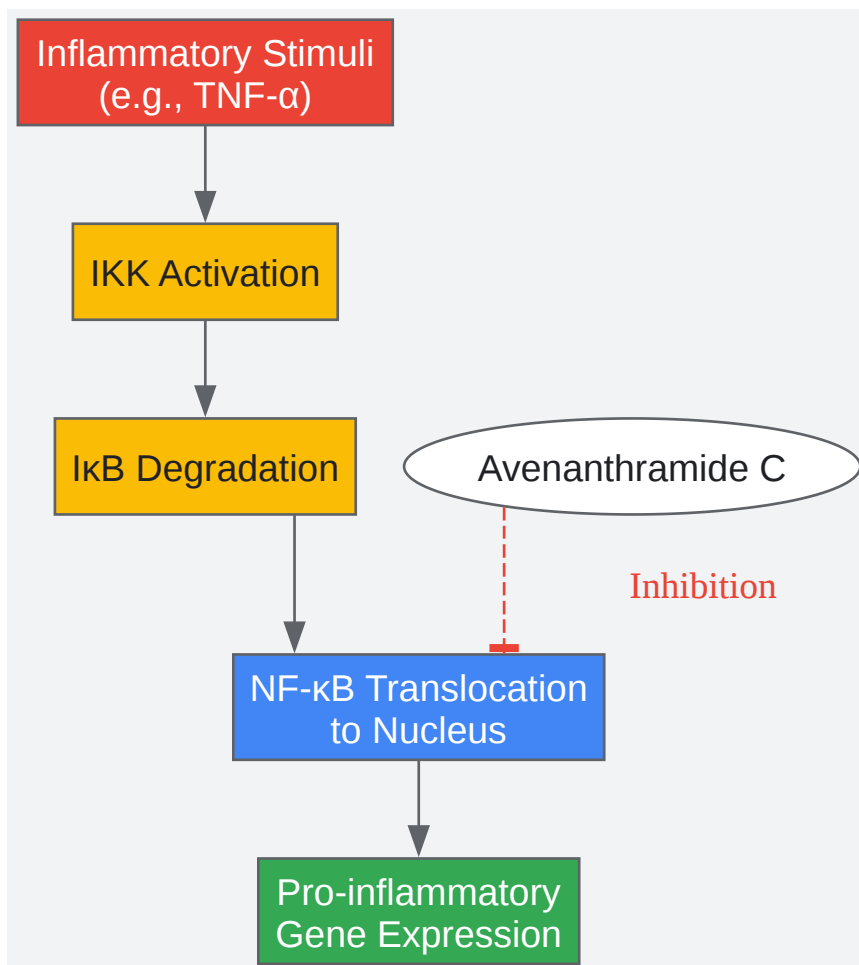 Inflammatory Stimuli
(e.g., TNF-α)
IKK Activation
IκB Degradation
Avenanthramide C
Inhibition
NF-κB Translocation
to Nucleus
Pro-inflammatory
Gene Expression